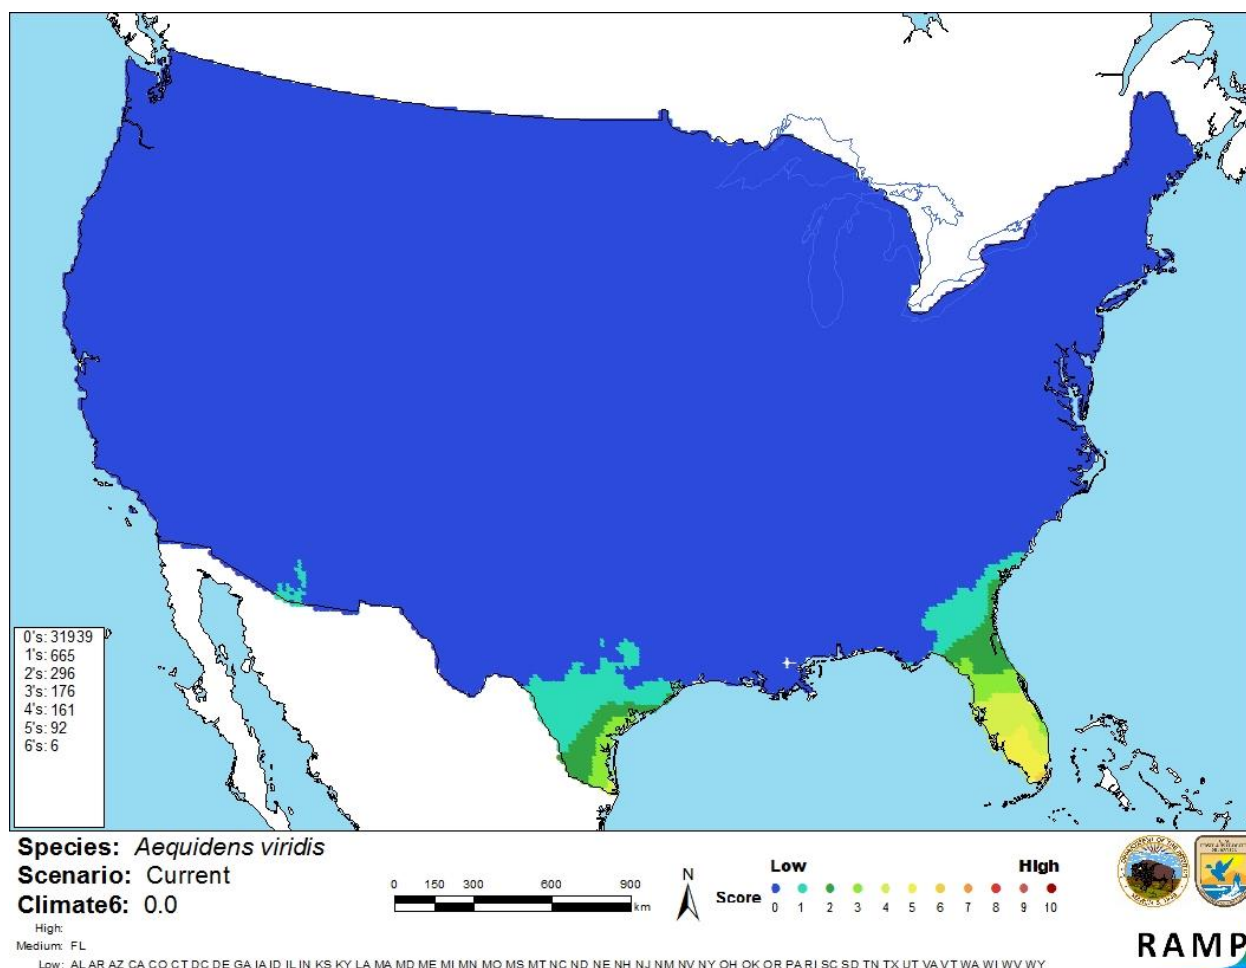 0's: 31939
1's: 665
2's: 296
3's: 176
4's: 161
5's: 92
6's: 6
Species: Aequidens viridis
Scenario: Current
Climate6: 0.0
High:
Medium: FL
Low: AL AR AZ CA CO CT DC DE GA IA ID IL IN KS KY LA MA MD ME MI MN MO MS MT NC ND NE NH NJ NM NV NY OH OK OR PA RI SC SD TN TX UT VA VT WA WI WV WY
0 150 300 600 900
km
N
Low High
Score
0 1 2 3 4 5 6 7 8 9 10
RAMP